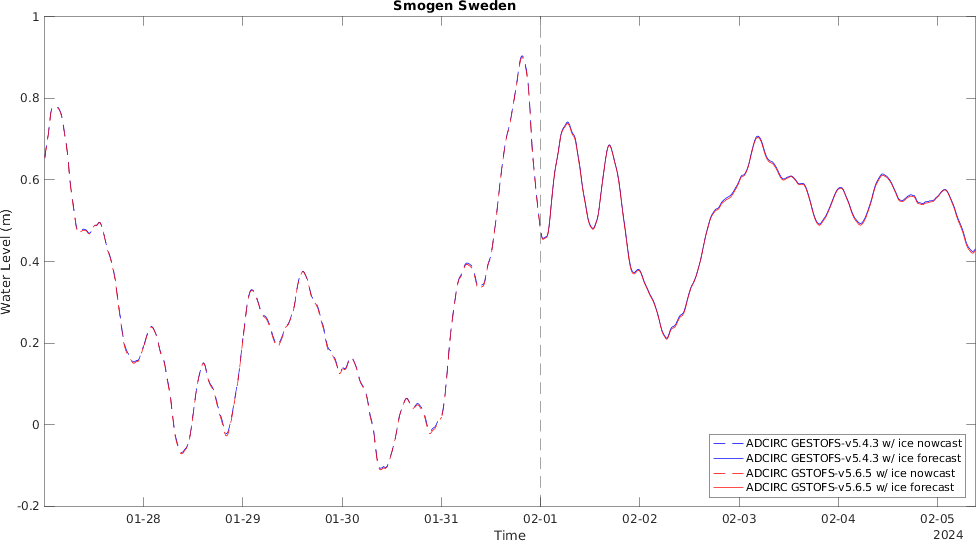 Smogen Sweden
1
0.8
0.6
0.4
0.2
0
-0.2
Water Level (m)
01-28 01-29 01-30 01-31 02-01 02-02 02-03 02-04 02-05
2024
Time
ADCIRC GESTOFS-v5.4.3 w/ ice nowcast
ADCIRC GESTOFS-v5.4.3 w/ ice forecast
ADCIRC GSTOFS-v5.6.5 w/ ice nowcast
ADCIRC GSTOFS-v5.6.5 w/ ice forecast